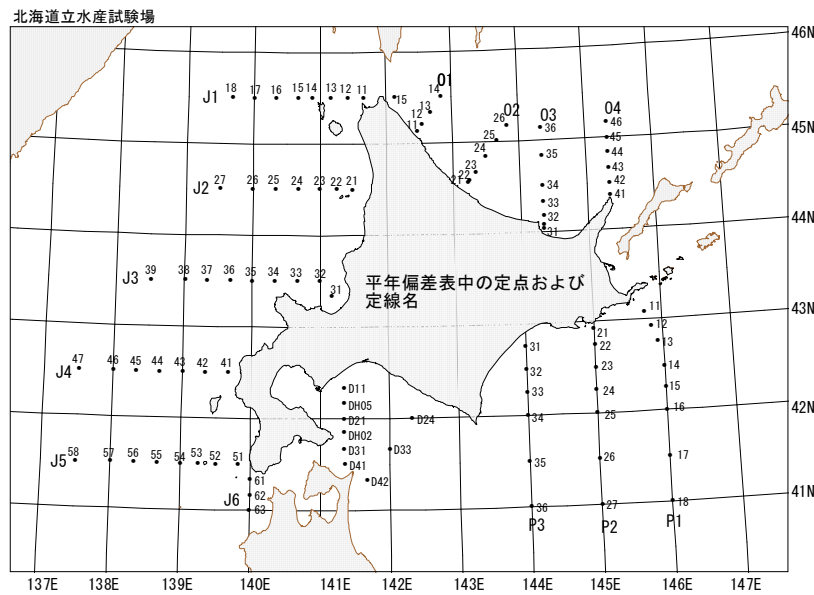 北海道立水産試験場
46N
O1
14
J1 18 17 16 15 14 13 12 11
15
13
12
11
O2
26
25
24
23
22
21
O3
36
35
34
33
32
31
O4
46
45
44
43
42
41
45N
J2 27 26 25 24 23 22 21
44N
J3 39 38 37 36 35 34 33 32
31
平年偏差表中の定点および
定線名
43N
11
12
13
14
15
16
17
18
P1
21
22
23
24
25
26
27
P2
31
32
33
34
35
36
P3
J4 47 46 45 44 43 42 41
D11
DH05
D21
DH02
D31
D41
D24
D33
D42
42N
J5 58 57 56 55 54 53 52 51
61
J6 62
63
41N
137E 138E 139E 140E 141E 142E 143E 144E 145E 146E 147E